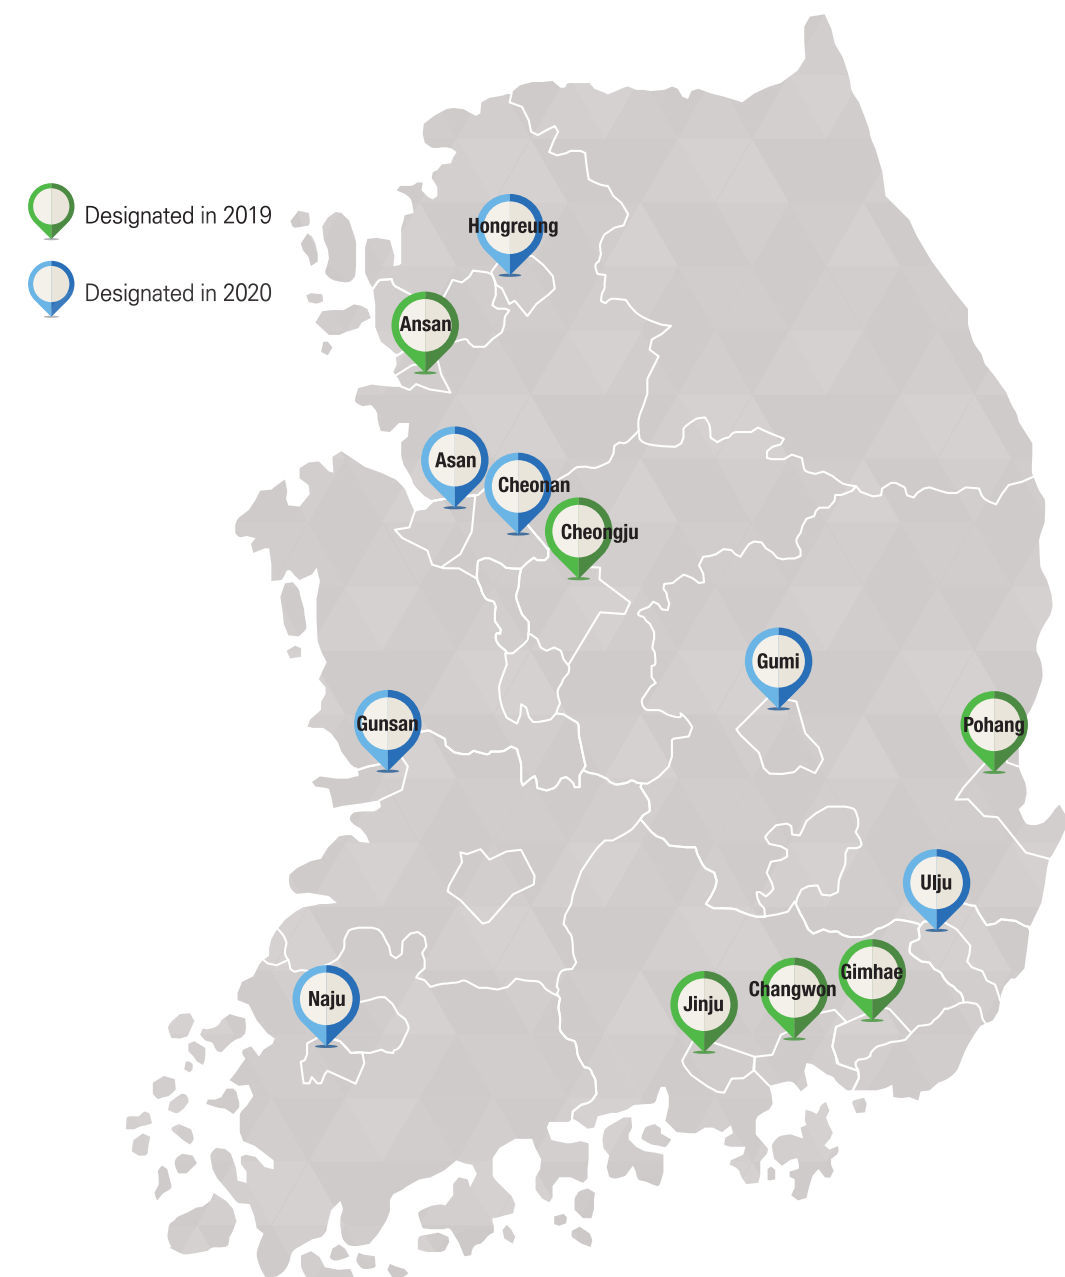 Designated in 2019
Designated in 2020
Hongreung
Ansan
Asan
Cheonan
Cheongju
Gumi
Gunsan
Pohang
Ulju
Gimhae
Changwon
Jinju
Naju